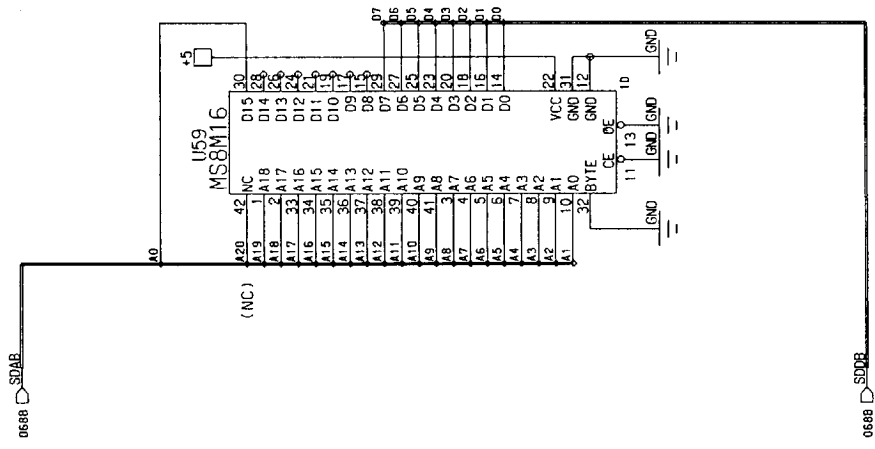 068B SDAB
A0
+5
U59
MS8M16
(NC) A20 42 NC D15 30
A19 1 A18 D14 28
A18 2 A17 D13 26
A17 33 A16 D12 24
A16 34 A15 D11 21
A15 35 A14 D10 19
A14 36 A13 D9 17
A13 37 A12 D8 15
A12 38 A11 D7 29 D7
A11 39 A10 D6 27 D6
A10 40 A9 D5 25 D5
A9 41 A8 D4 23 D4
A8 3 A7 D3 20 D3
A7 4 A6 D2 18 D2
A6 5 A5 D1 16 D1
A5 6 A4 D0 14 D0
A4 7 A3
A3 8 A2
A2 9 A1 VCC 22
A1 10 A0 GND 31
32 BYTE GND 12
11 CE OE 13 1D
GND GND GND GND
068B SDDB